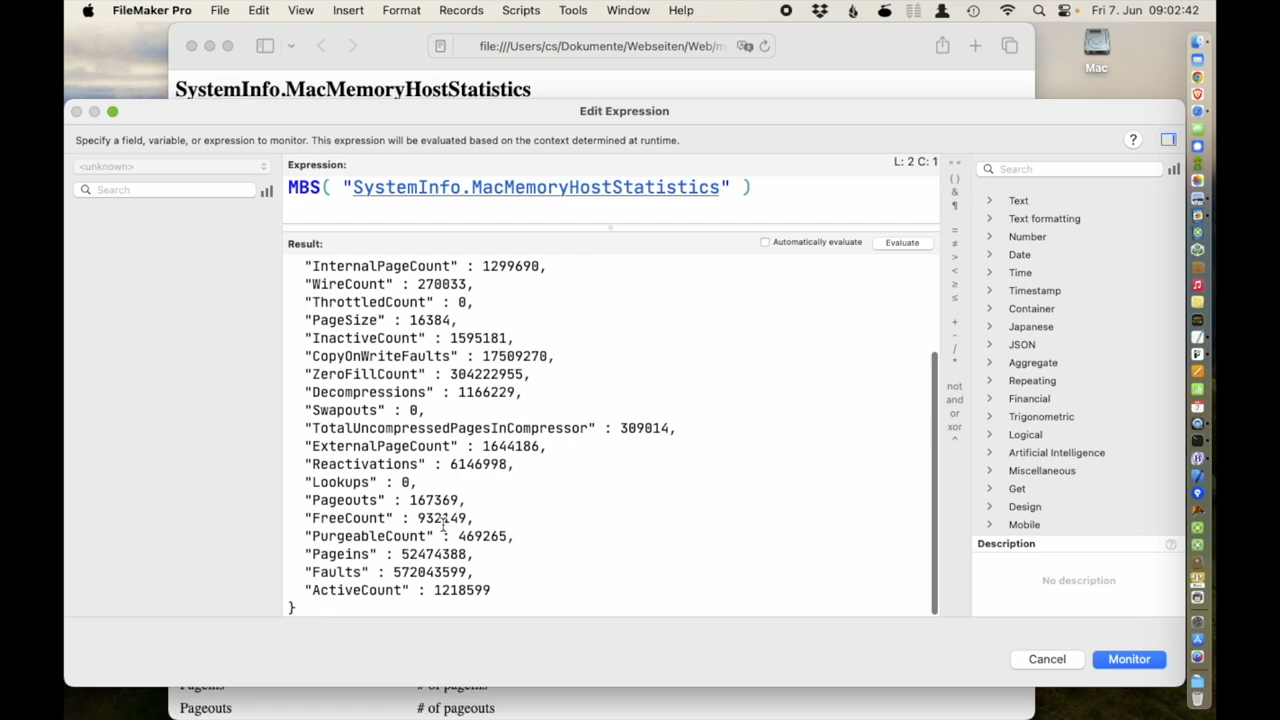 FileMaker Pro File Edit View Insert Format Records Scripts Tools Window Help Fri 7. Jun 09:02:42
file:///Users/cs/Dokumente/Webseiten/Web/m
Mac
SystemInfo.MacMemoryHostStatistics
Edit Expression
Specify a field, variable, or expression to monitor. This expression will be evaluated based on the context determined at runtime.
?
<unknown>
Search
Expression:
L: 2 C: 1
MBS( "SystemInfo.MacMemoryHostStatistics" )
Result:
Automatically evaluate
Evaluate
"InternalPageCount" : 1299690,
"WireCount" : 270033,
"ThrottledCount" : 0,
"PageSize" : 16384,
"InactiveCount" : 1595181,
"CopyOnWriteFaults" : 17509270,
"ZeroFillCount" : 304222955,
"Decompressions" : 1166229,
"Swapouts" : 0,
"TotalUncompressedPagesInCompressor" : 309014,
"ExternalPageCount" : 1644186,
"Reactivations" : 6146998,
"Lookups" : 0,
"Pageouts" : 167369,
"FreeCount" : 932149,
"PurgeableCount" : 469265,
"Pageins" : 52474388,
"Faults" : 572043599,
"ActiveCount" : 1218599
}
" "
( )
&
¶
=
≠
>
<
≥
≤
+
-
/
*
not
and
or
xor
^
Search
Text
Text formatting
Number
Date
Time
Timestamp
Container
Japanese
JSON
Aggregate
Repeating
Financial
Trigonometric
Logical
Artificial Intelligence
Miscellaneous
Get
Design
Mobile
Description
?
No description
Cancel
Monitor
Pageins # of pageins
Pageouts # of pageouts